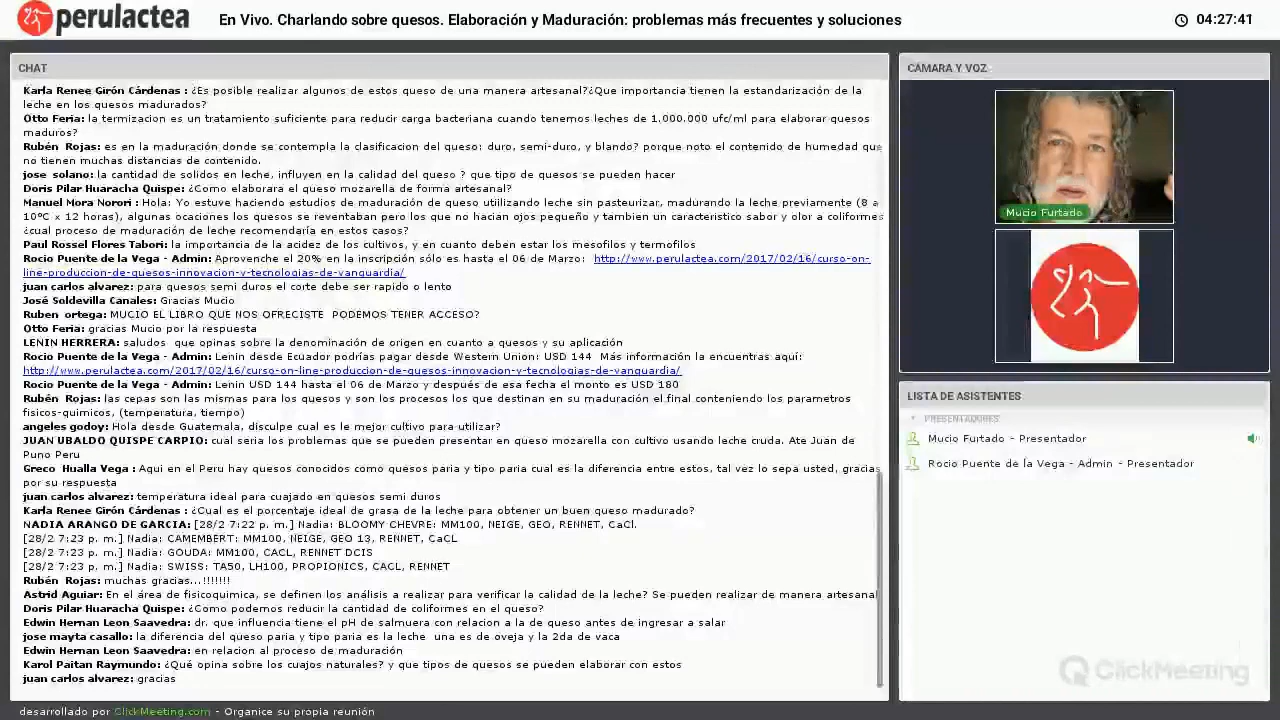 perulactea
En Vivo. Charlando sobre quesos. Elaboración y Maduración: problemas más frecuentes y soluciones
04:27:41
CHAT
Karla Renee Girón Cárdenas : ¿Es posible realizar algunos de estos queso de una manera artesanal?¿Que importancia tienen la estandarización de la
leche en los quesos madurados?
Otto Feria: la termizacion es un tratamiento suficiente para reducir carga bacteriana cuando tenemos leches de 1.000.000 ufc/ml para elaborar quesos
maduros?
Rubén Rojas: es en la maduración donde se contempla la clasificacion del queso: duro, semi-duro, y blando? porque noto el contenido de humedad que
no tienen muchas distancias de contenido.
jose solano: la cantidad de solidos en leche, influyen en la calidad del queso ? que tipo de quesos se pueden hacer
Doris Pilar Huaracha Quispe: ¿Como elaborara el queso mozarella de forma artesanal?
Manuel Mora Norori : Hola: Yo estuve haciendo estudios de maduración de queso utiilizando leche sin pasteurizar, madurando la leche previamente (8 a
10ºC x 12 horas), algunas ocaciones los quesos se reventaban pero los que no hacian ojos pequeño y tambien un caracteristico sabor y olor a coliformes
¿cual proceso de maduración de leche recomendaría en estos casos?
Paul Rossel Flores Tabori: la importancia de la acidez de los cultivos, y en cuanto deben estar los mesofilos y termofilos
Rocio Puente de la Vega - Admin: Aprovenche el 20% en la inscripción sólo es hasta el 06 de Marzo: http://www.perulactea.com/2017/02/16/curso-on-
line-produccion-de-quesos-innovacion-y-tecnologias-de-vanguardia/
juan carlos alvarez: para quesos semi duros el corte debe ser rapido o lento
José Soldevilla Canales: Gracias Mucio
Ruben ortega: MUCIO EL LIBRO QUE NOS OFRECISTE PODEMOS TENER ACCESO?
Otto Feria: gracias Mucio por la respuesta
LENIN HERRERA: saludos que opinas sobre la denominación de origen en cuanto a quesos y su aplicación
Rocio Puente de la Vega - Admin: Lenin desde Ecuador podrías pagar desde Western Union: USD 144 Más información la encuentras aquí:
http://www.perulactea.com/2017/02/16/curso-on-line-produccion-de-quesos-innovacion-y-tecnologias-de-vanguardia/
Rocio Puente de la Vega - Admin: Lenin USD 144 hasta el 06 de Marzo y después de esa fecha el monto es USD 180
Rubén Rojas: las cepas son las mismas para los quesos y son los procesos los que destinan en su maduración el final conteniendo los parametros
fisicos-quimicos, (temperatura, tiempo)
angeles godoy: Hola desde Guatemala, disculpe cual es le mejor cultivo para utilizar?
JUAN UBALDO QUISPE CARPIO: cual seria los problemas que se pueden presentar en queso mozarella con cultivo usando leche cruda. Ate Juan de
Puno Peru
Greco Hualla Vega : Aqui en el Peru hay quesos conocidos como quesos paria y tipo paria cual es la diferencia entre estos, tal vez lo sepa usted, gracias
por su respuesta
juan carlos alvarez: temperatura ideal para cuajado en quesos semi duros
Karla Renee Girón Cárdenas : ¿Cual es el porcentaje ideal de grasa de la leche para obtener un buen queso madurado?
NADIA ARANGO DE GARCIA: [28/2 7:22 p. m.] Nadia: BLOOMY CHEVRE: MM100, NEIGE, GEO, RENNET, CaCl.
[28/2 7:23 p. m.] Nadia: CAMEMBERT: MM100, NEIGE, GEO 13, RENNET, CaCL
[28/2 7:23 p. m.] Nadia: GOUDA: MM100, CACL, RENNET DCIS
[28/2 7:23 p. m.] Nadia: SWISS: TA50, LH100, PROPIONICS, CACL, RENNET
Rubén Rojas: muchas gracias...!!!!!!!
Astrid Aguiar: En el área de fisicoquimica, se definen los análisis a realizar para verificar la calidad de la leche? Se pueden realizar de manera artesanal
Doris Pilar Huaracha Quispe: ¿Como podemos reducir la cantidad de coliformes en el queso?
Edwin Hernan Leon Saavedra: dr. que influencia tiene el pH de salmuera con relacion a la de queso antes de ingresar a salar
jose mayta casallo: la diferencia del queso paria y tipo paria es la leche una es de oveja y la 2da de vaca
Edwin Hernan Leon Saavedra: en relacion al proceso de maduración
Karol Paitan Raymundo: ¿Qué opina sobre los cuajos naturales? y que tipos de quesos se pueden elaborar con estos
juan carlos alvarez: gracias
CÁMARA Y VOZ
Mucio Furtado
LISTA DE ASISTENTES
PRESENTADORES
Mucio Furtado - Presentador
Rocio Puente de la Vega - Admin - Presentador
ClickMeeting
desarrollado por ClickMeeting.com - Organice su propia reunión